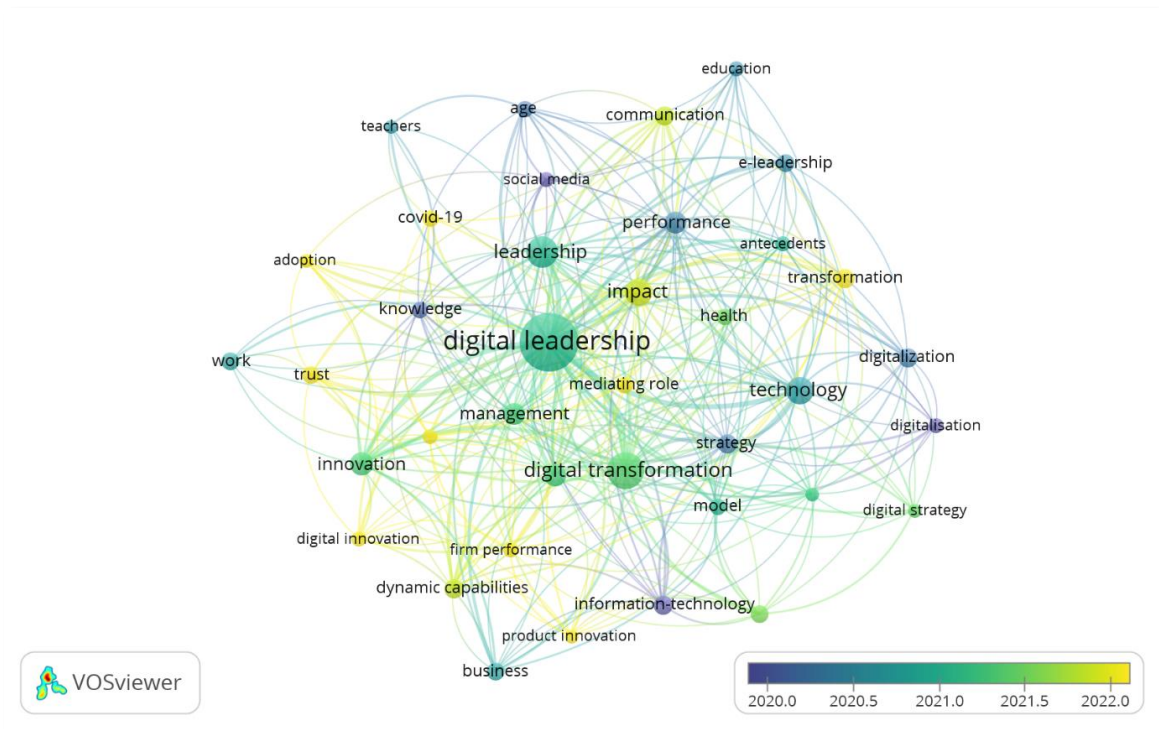 education
age
communication
teachers
e-leadership
social media
covid-19
performance
antecedents
leadership
adoption
transformation
impact
knowledge
health
digital leadership
digitalization
work
trust
mediating role
technology
management
digitalisation
strategy
innovation
digital transformation
model
digital strategy
digital innovation
firm performance
dynamic capabilities
information-technology
product innovation
business
VOSviewer
2020.0 2020.5 2021.0 2021.5 2022.0